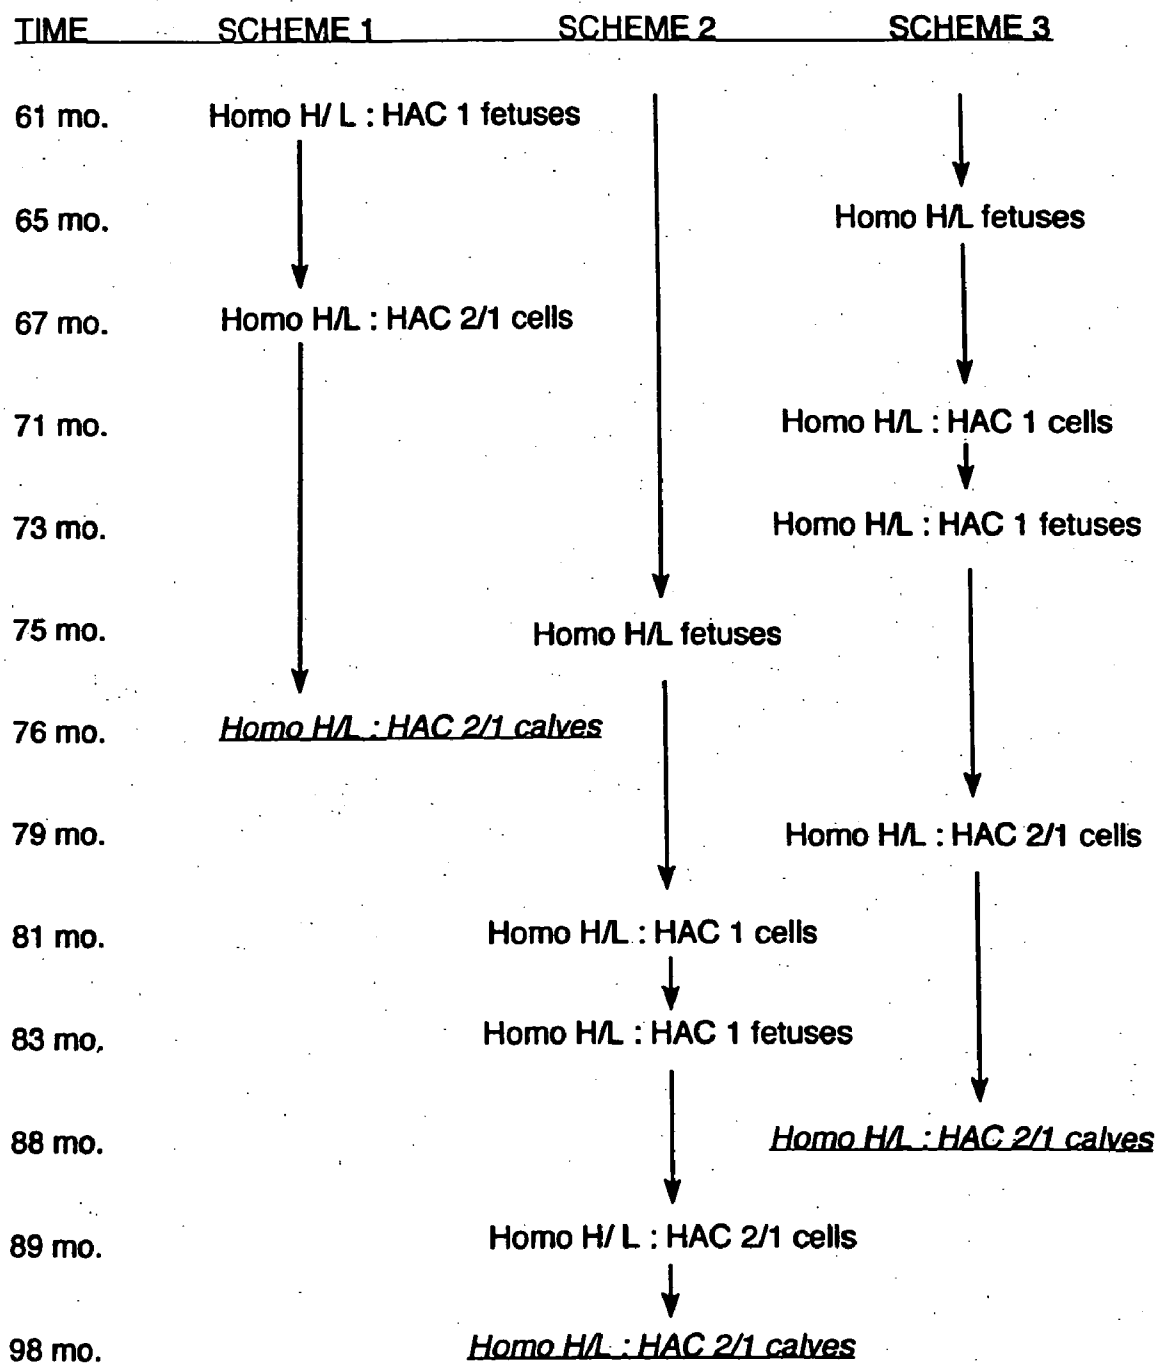 TIME SCHEME 1 SCHEME 2 SCHEME 3
61 mo. Homo H/ L : HAC 1 fetuses
65 mo. Homo H/L fetuses
67 mo. Homo H/L : HAC 2/1 cells
71 mo. Homo H/L : HAC 1 cells
73 mo. Homo H/L : HAC 1 fetuses
75 mo. Homo H/L fetuses
76 mo. Homo H/L : HAC 2/1 calves
79 mo. Homo H/L : HAC 2/1 cells
81 mo. Homo H/L : HAC 1 cells
83 mo. Homo H/L : HAC 1 fetuses
88 mo. Homo H/L : HAC 2/1 calves
89 mo. Homo H/ L : HAC 2/1 cells
98 mo. Homo H/L : HAC 2/1 calves